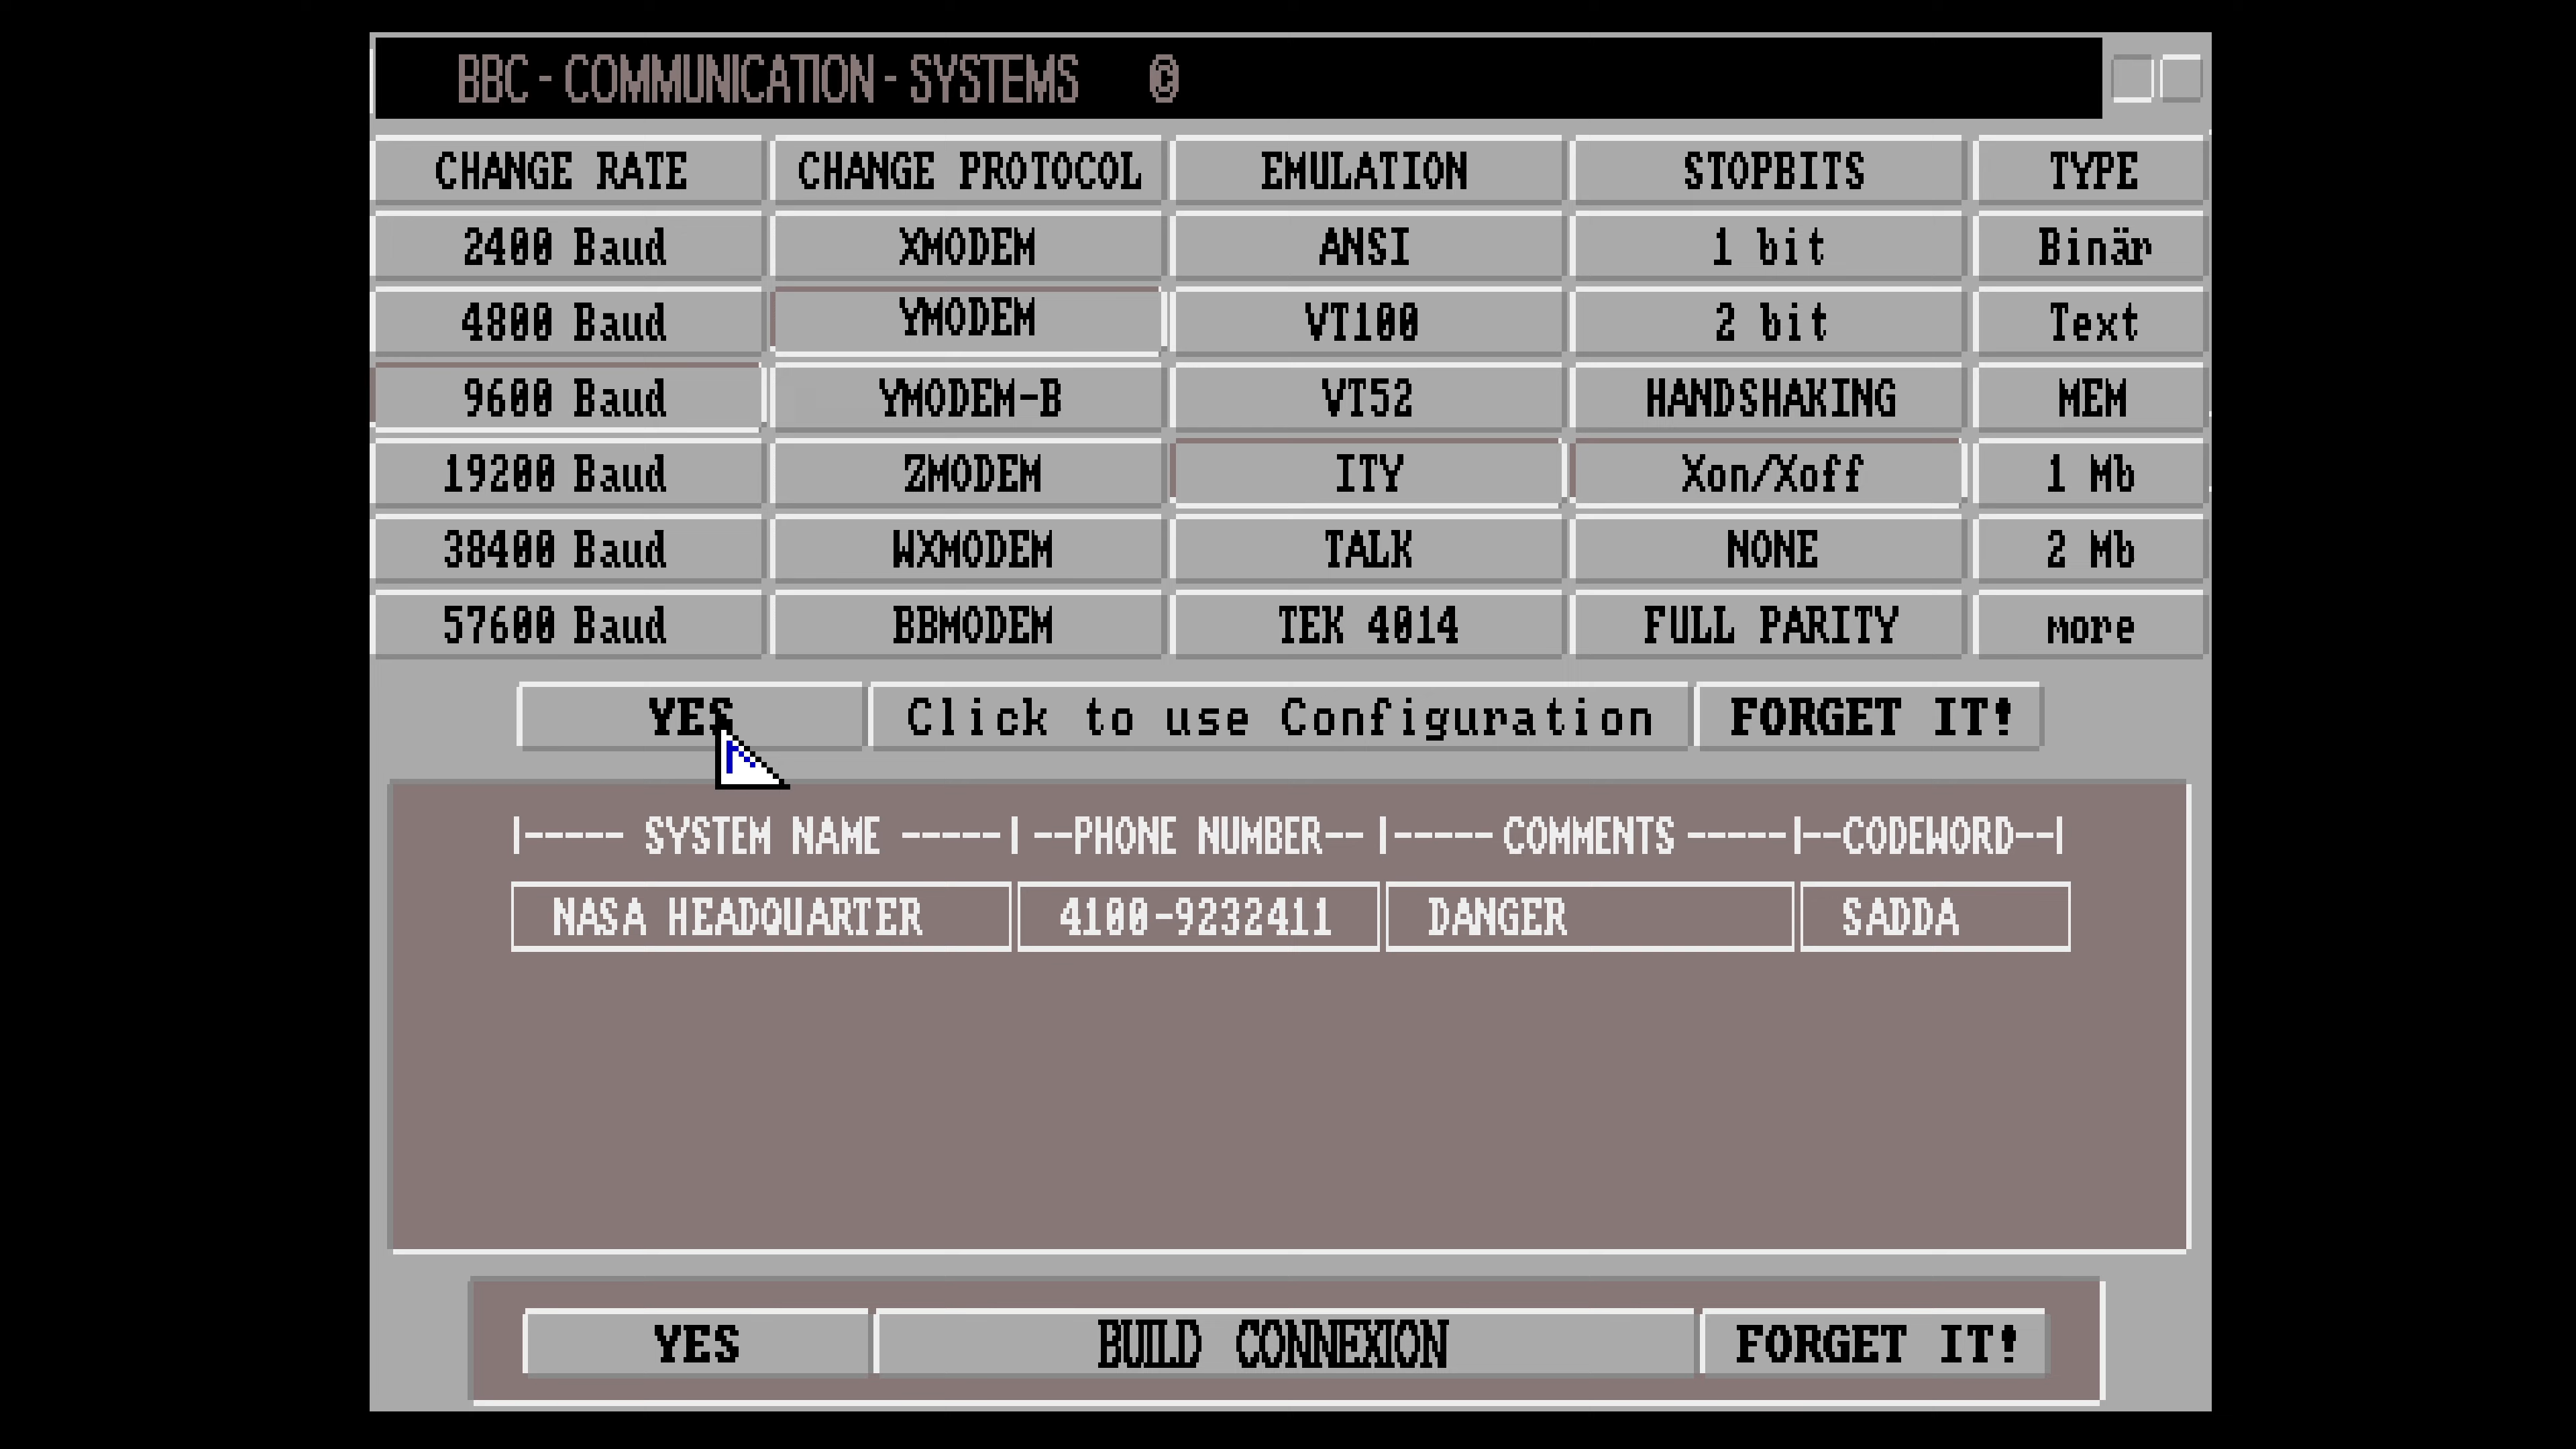 BBC - COMMUNICATION - SYSTEMS ©
CHANGE RATE CHANGE PROTOCOL EMULATION STOPBITS TYPE
2400 Baud XMODEM ANSI 1 bit Binär
4800 Baud YMODEM VT100 2 bit Text
9600 Baud YMODEM-B VT52 HANDSHAKING MEM
19200 Baud ZMODEM ITY Xon/Xoff 1 Mb
38400 Baud WXMODEM TALK NONE 2 Mb
57600 Baud BBMODEM TEK 4014 FULL PARITY more
YES Click to use Configuration FORGET IT!
|----- SYSTEM NAME -----| --PHONE NUMBER-- |----- COMMENTS -----|--CODEWORD--|
NASA HEADQUARTER 4100-9232411 DANGER SADDA
YES BUILD CONNEXION FORGET IT!